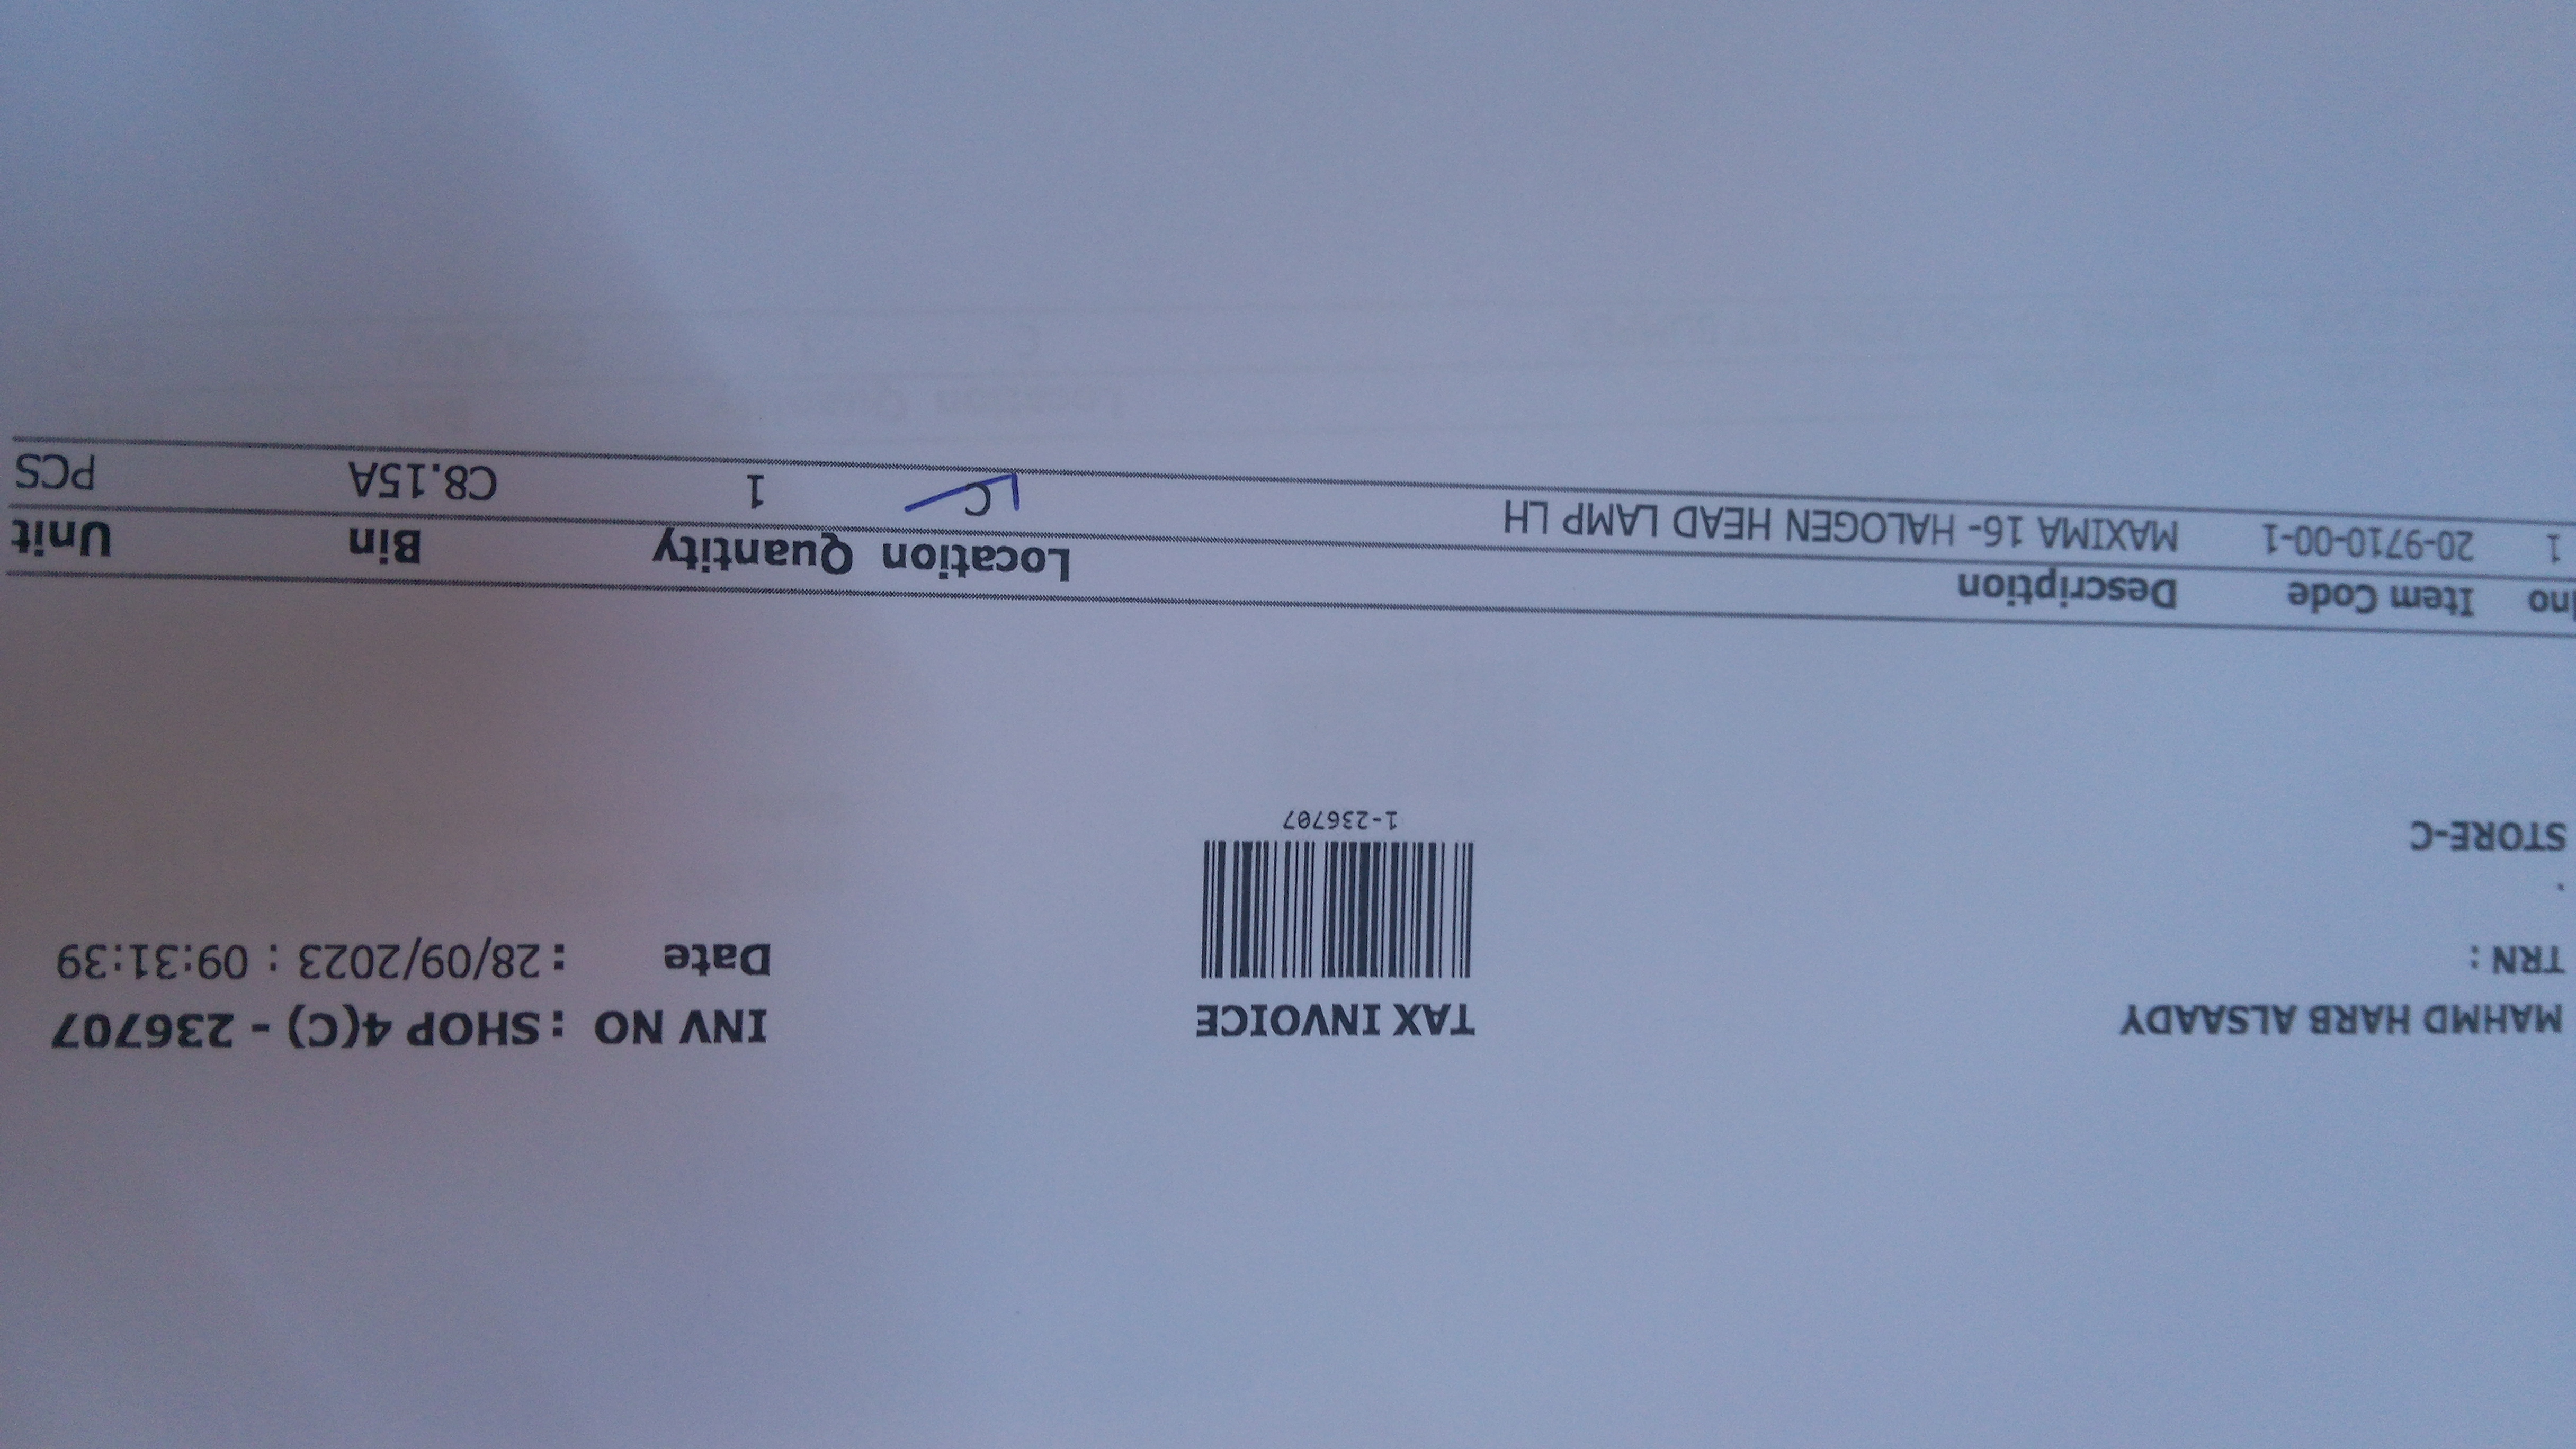 MAHMD HARB ALSAADY TAX INVOICE INV NO : SHOP 4(C) - 236707
TRN : Date : 28/09/2023 : 09:31:39
.
STORE-C
1-236707
lno Item Code Description Location Quantity Bin Unit
1 20-9710-00-1 MAXIMA 16- HALOGEN HEAD LAMP LH C 1 C8.15A PCS